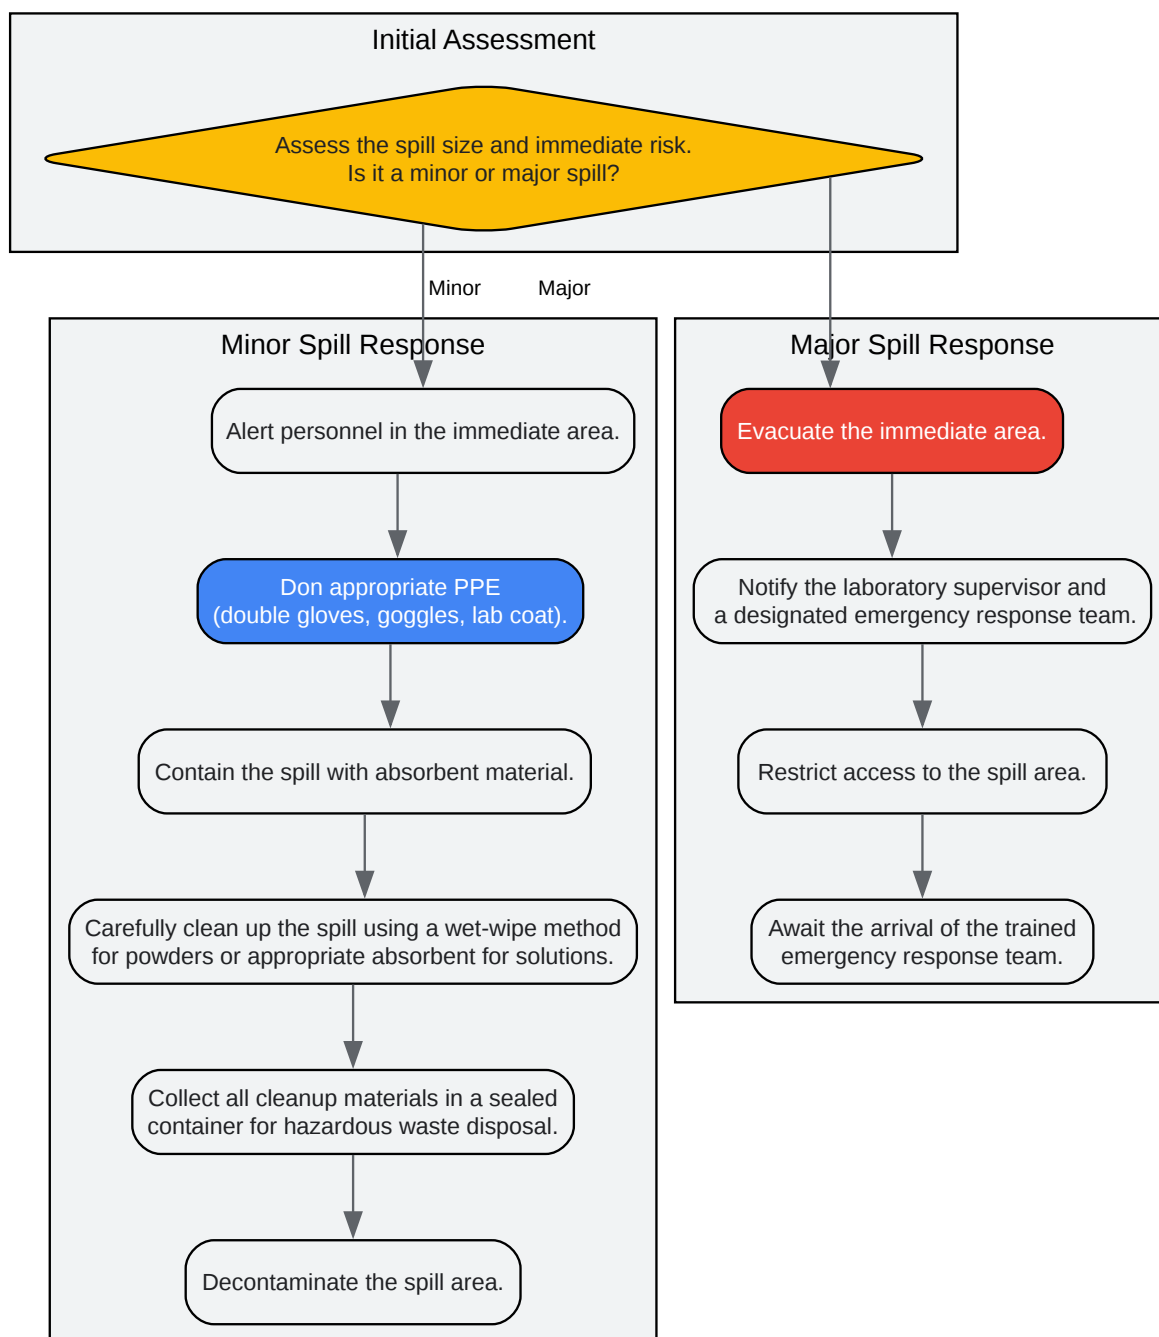 Initial Assessment
Assess the spill size and immediate risk.
Is it a minor or major spill?
Minor
Major
Minor Spill Response
Alert personnel in the immediate area.
Don appropriate PPE
(double gloves, goggles, lab coat).
Contain the spill with absorbent material.
Carefully clean up the spill using a wet-wipe method
for powders or appropriate absorbent for solutions.
Collect all cleanup materials in a sealed
container for hazardous waste disposal.
Decontaminate the spill area.
Major Spill Response
Evacuate the immediate area.
Notify the laboratory supervisor and
a designated emergency response team.
Restrict access to the spill area.
Await the arrival of the trained
emergency response team.